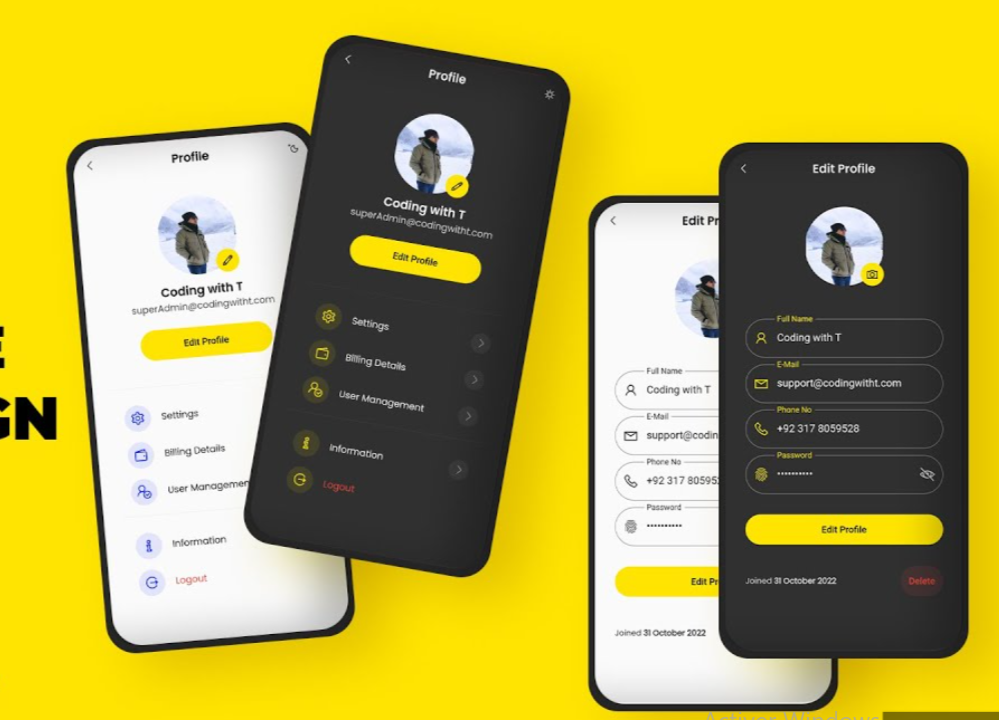 E
GN
Profile
Coding with T
superAdmin@codingwitht.com
Edit Profile
Settings
Billing Details
User Managemen
Information
Logout
Profile
Coding with T
superAdmin@codingwitht.com
Edit Profile
Settings
Billing Details
User Management
Information
Logout
Edit Pr
Full Name
Coding with T
E-Mail
support@codin
Phone No
+92 317 80595
Password
Edit Pr
Joined 31 October 2022
Edit Profile
Full Name
Coding with T
E-Mail
support@codingwitht.com
Phone No
+92 317 8059528
Password
Edit Profile
Joined 31 October 2022 Delete
Activer Windows